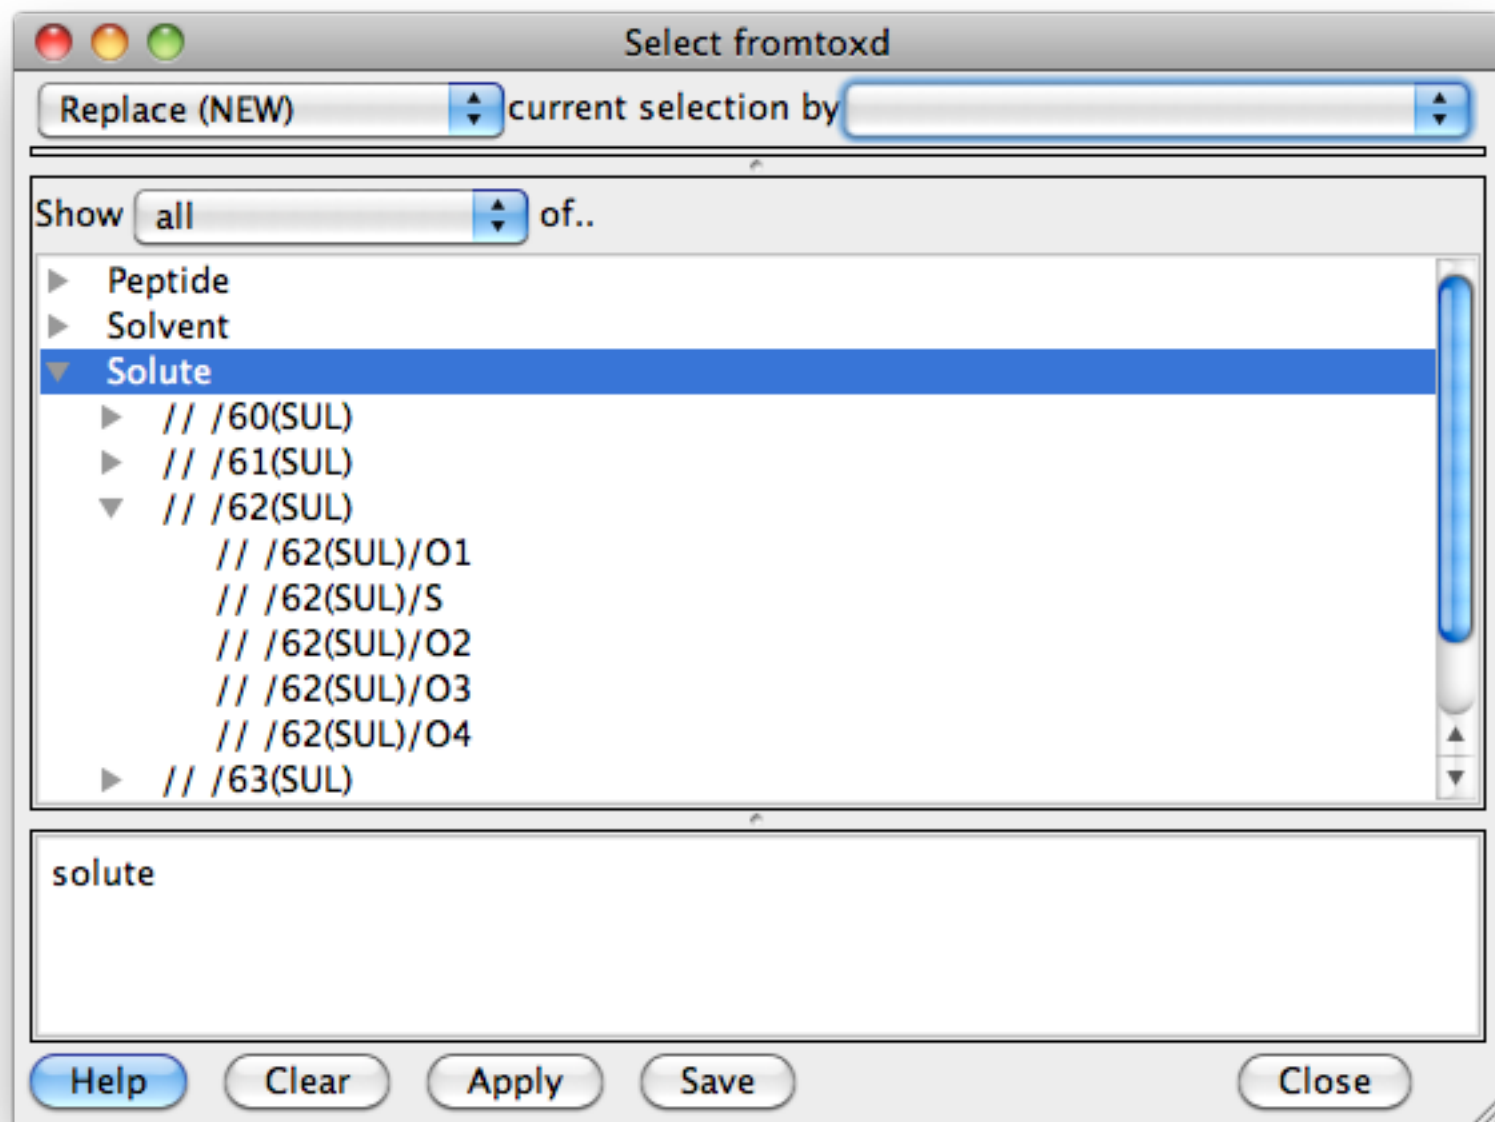 Select fromtoxd
Replace (NEW) current selection by
Show all of..
Peptide
Solvent
Solute
// /60(SUL)
// /61(SUL)
// /62(SUL)
// /62(SUL)/O1
// /62(SUL)/S
// /62(SUL)/O2
// /62(SUL)/O3
// /62(SUL)/O4
// /63(SUL)
solute
Help Clear Apply Save Close